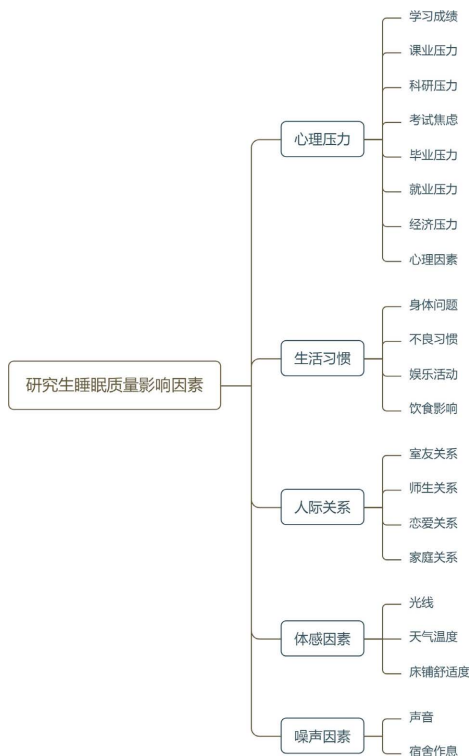 研究生睡眠质量影响因素
心理压力
学习成绩
课业压力
科研压力
考试焦虑
毕业压力
就业压力
经济压力
心理因素
生活习惯
身体问题
不良习惯
娱乐活动
饮食影响
人际关系
室友关系
师生关系
恋爱关系
家庭关系
体感因素
光线
天气温度
床铺舒适度
噪声因素
声音
宿舍作息